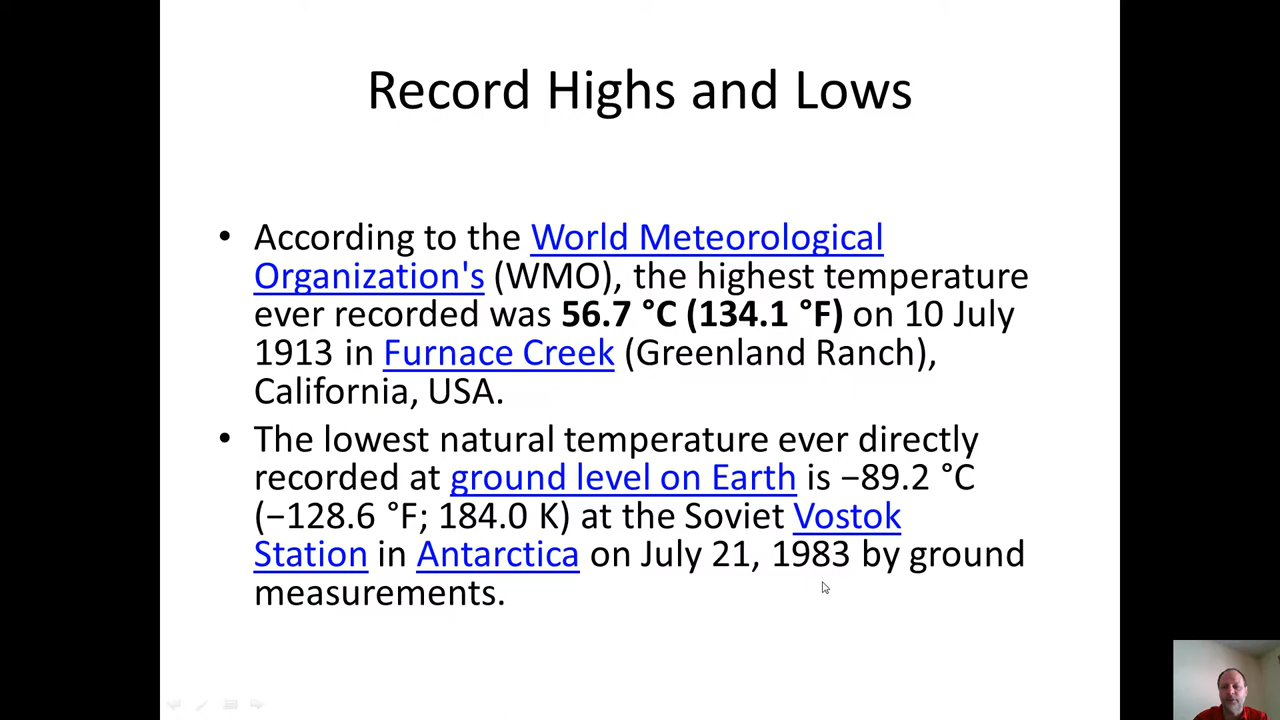 Record Highs and Lows
• According to the World Meteorological
Organization's (WMO), the highest temperature
ever recorded was 56.7 °C (134.1 °F) on 10 July
1913 in Furnace Creek (Greenland Ranch),
California, USA.
• The lowest natural temperature ever directly
recorded at ground level on Earth is −89.2 °C
(−128.6 °F; 184.0 K) at the Soviet Vostok
Station in Antarctica on July 21, 1983 by ground
measurements.